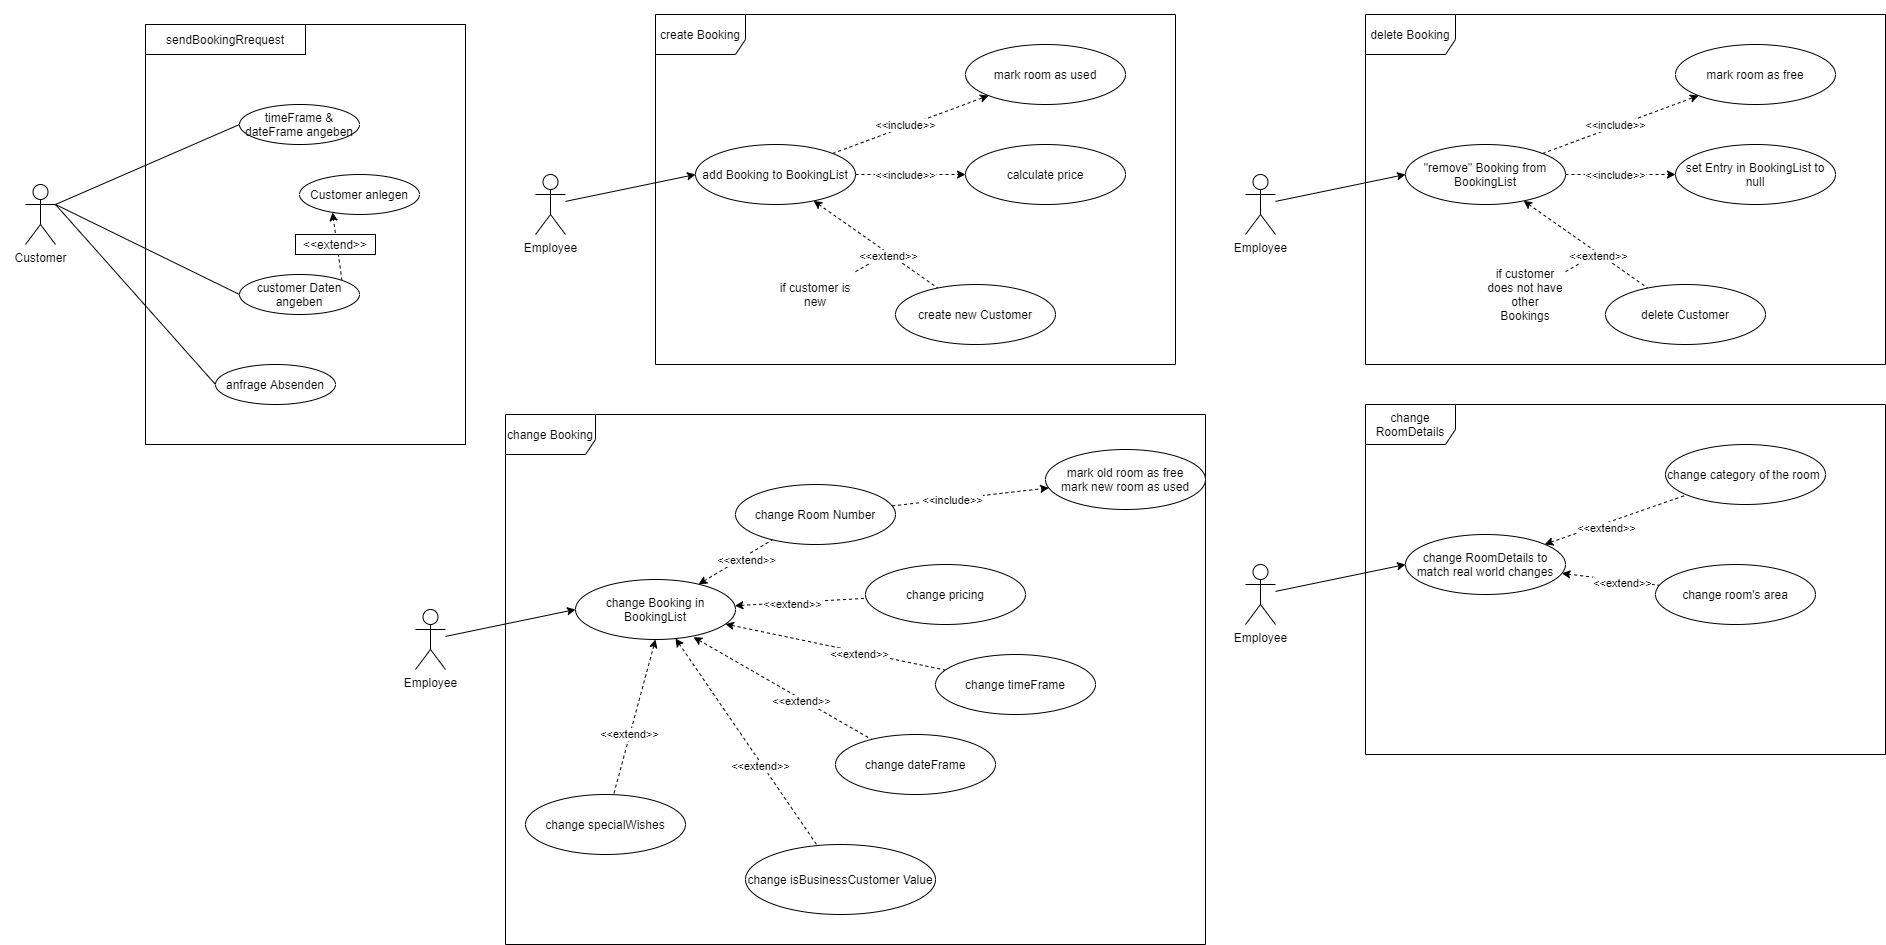 sendBookingRrequest
timeFrame &
dateFrame angeben
Customer anlegen
<<extend>>
customer Daten
angeben
anfrage Absenden
Customer
create Booking
mark room as used
<<include>>
add Booking to BookingList
<<include>>
calculate price
<<extend>>
if customer is
new
create new Customer
Employee
delete Booking
mark room as free
<<include>>
"remove" Booking from
BookingList
<<include>>
set Entry in BookingList to
null
<<extend>>
if customer
does not have
other
Bookings
delete Customer
Employee
change Booking
mark old room as free
mark new room as used
<<include>>
change Room Number
<<extend>>
change Booking in
BookingList
<<extend>>
change pricing
<<extend>>
change timeFrame
<<extend>>
change dateFrame
<<extend>>
<<extend>>
change specialWishes
change isBusinessCustomer Value
Employee
change
RoomDetails
change category of the room
<<extend>>
change RoomDetails to
match real world changes
<<extend>>
change room's area
Employee